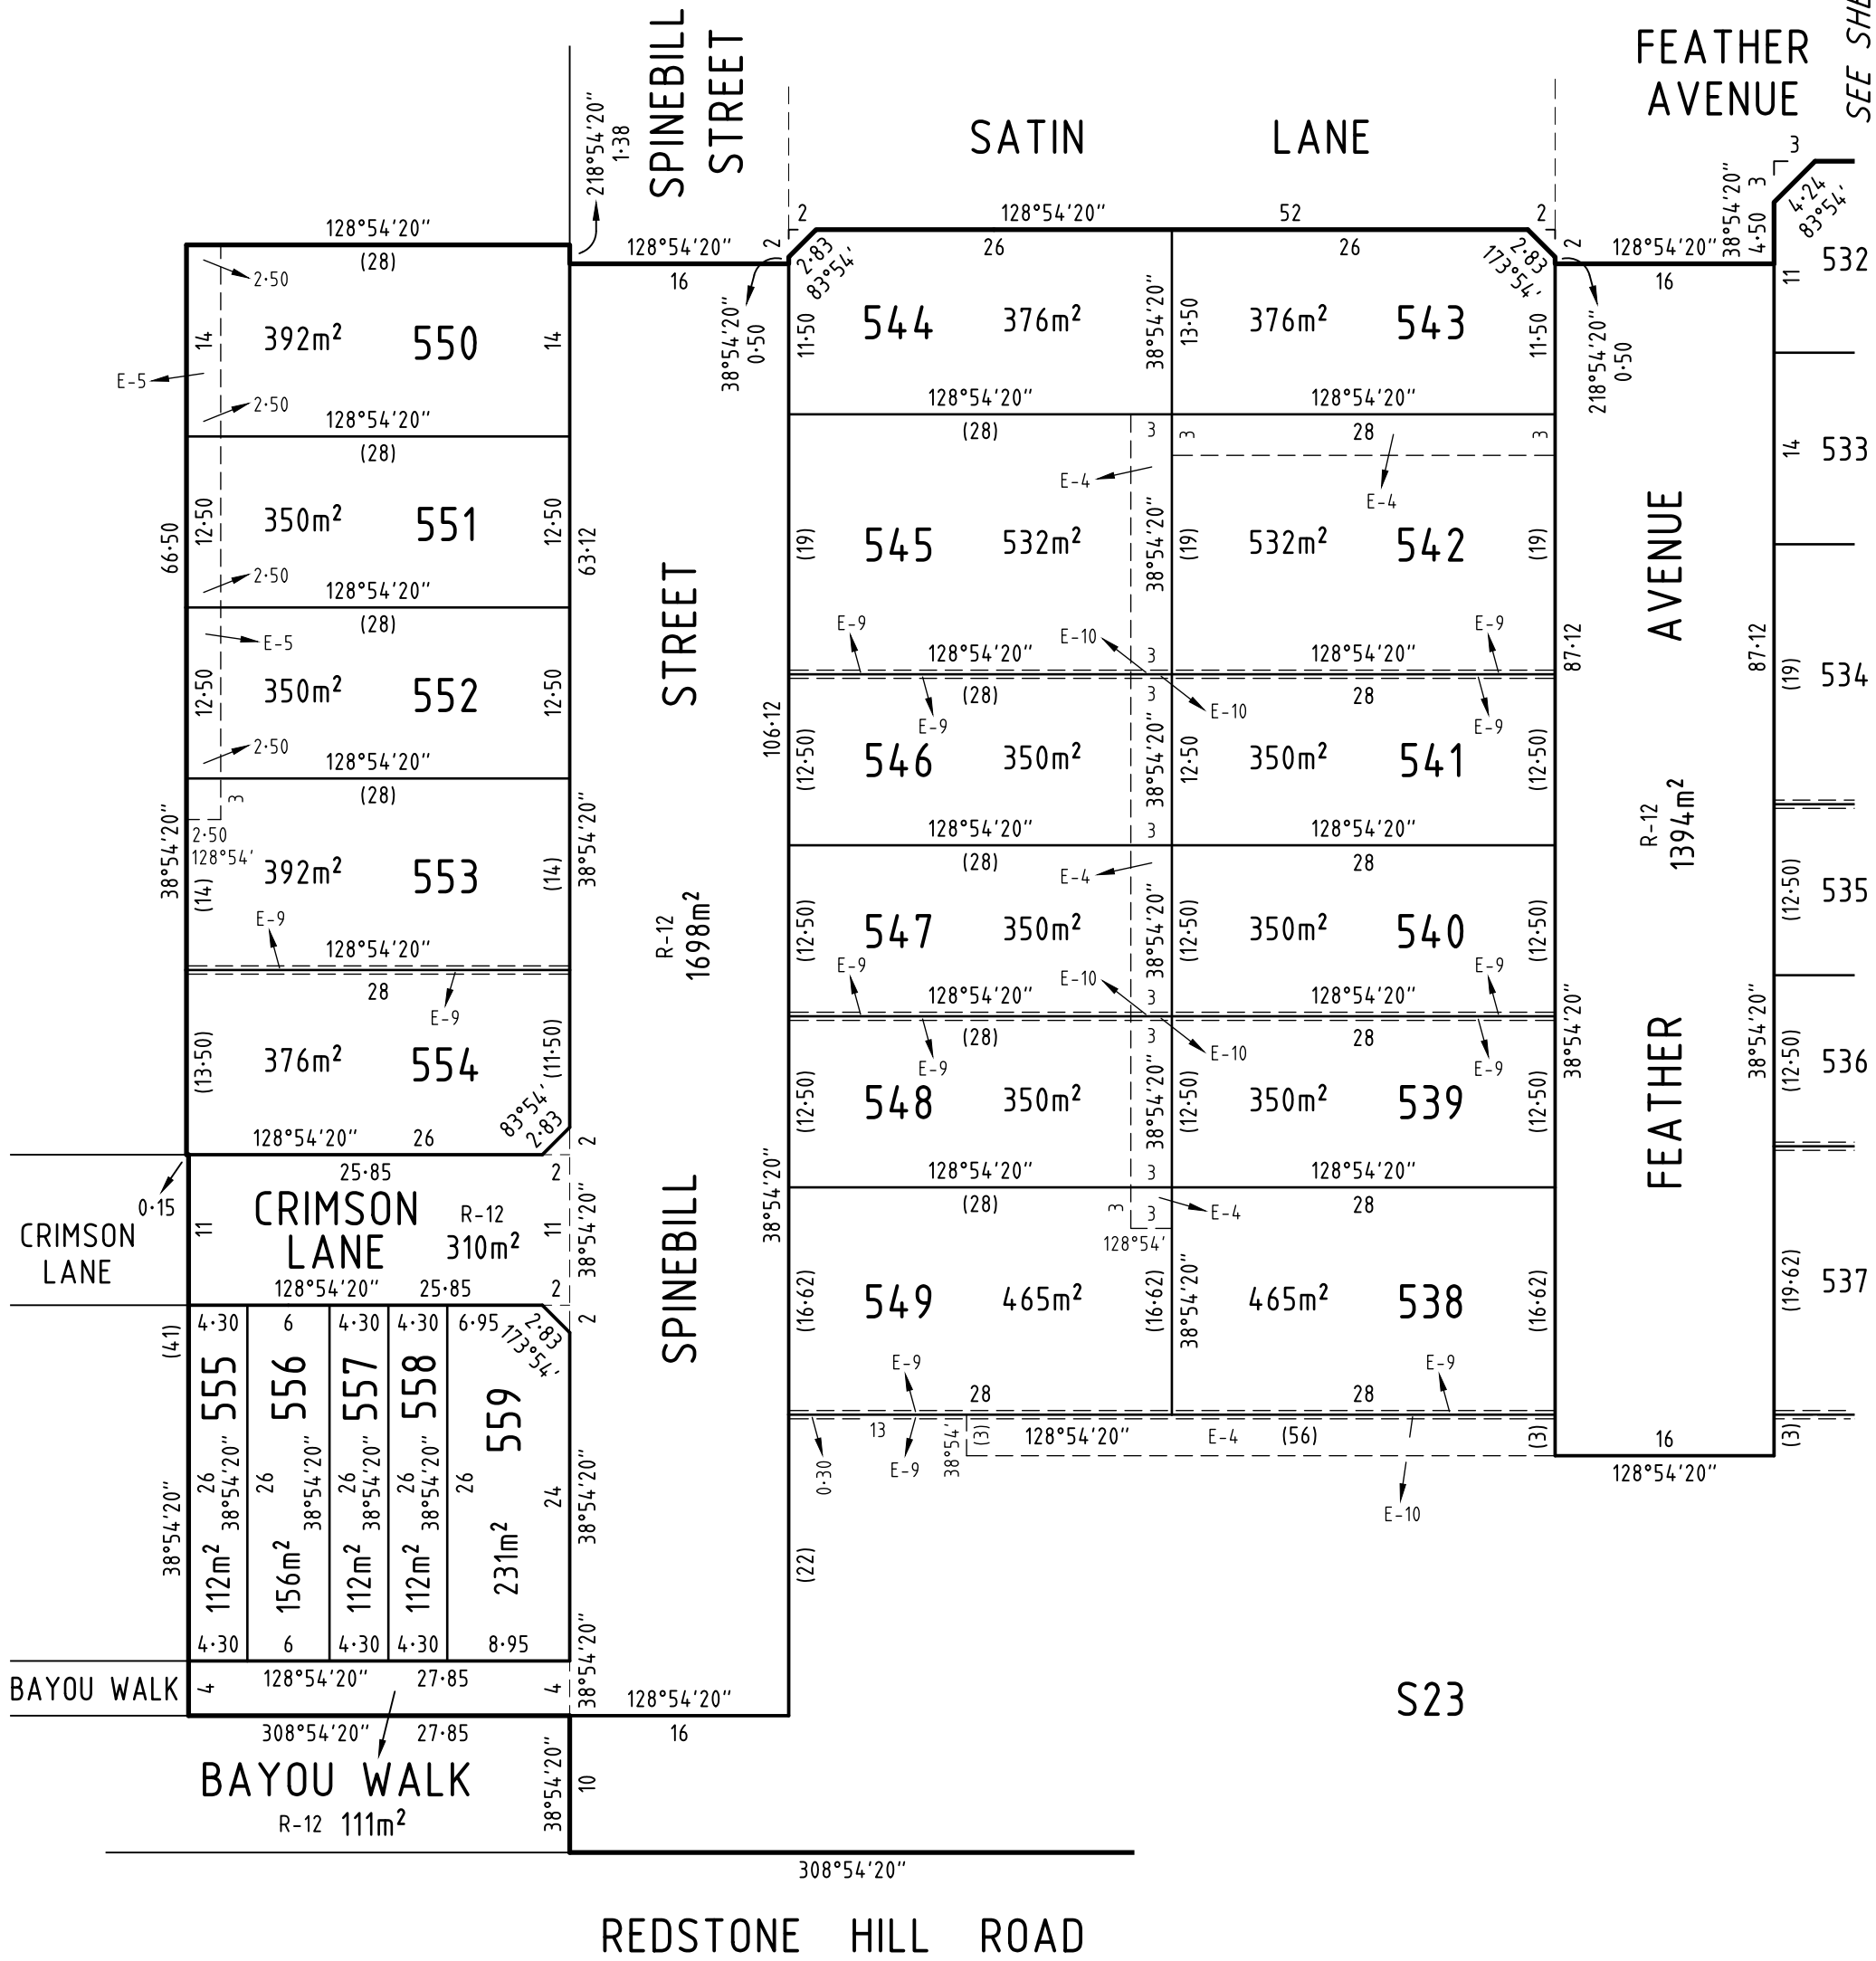 SPINEBILL
STREET
FEATHER
AVENUE
SEE SHE
SATIN LANE
218°54'20"
1·38
128°54'20"
(28)
2·50
14
392m² 550
14
E-5
2·50
128°54'20"
(28)
66·50
12·50
350m² 551
12·50
63·12
2·50
128°54'20"
(28)
E-5
12·50
350m² 552
12·50
2·50
128°54'20"
(28)
3
2·50
128°54'
38°54'20"
(14)
392m² 553
(14)
38°54'20"
E-9
128°54'20"
28
E-9
(13·50)
376m² 554
(11·50)
83°54'
2·83
128°54'20" 26
2
25·85
2
0·15
CRIMSON
LANE
11
CRIMSON
LANE
R-12
310m²
11
38°54'20"
128°54'20" 25·85
2
(41)
4·30 6 4·30 4·30 6·95
2·83
173°54'
2
555
556
557
558
559
26
38°54'20"
26
38°54'20"
26
38°54'20"
26
38°54'20"
26
24
38°54'20"
38°54'20"
112m²
156m²
112m²
112m²
231m²
4·30 6 4·30 4·30 8·95
BAYOU WALK
4
128°54'20" 27·85
4
38°54'20"
308°54'20" 27·85
BAYOU WALK
R-12 111m²
38°54'20"
10
308°54'20"
REDSTONE HILL ROAD
128°54'20"
16
38°54'20"
0·50
STREET
R-12
1698m²
SPINEBILL
106·12
38°54'20"
128°54'20"
16
2
128°54'20" 52
2
2
2·83
83°54'
26
26
2·83
173°54'
2
11·50
544 376m²
38°54'20"
13·50
376m² 543
11·50
128°54'20"
128°54'20"
(28)
3
3
28
3
E-4
E-4
(19)
545 532m²
38°54'20"
(19)
532m² 542
(19)
E-9
128°54'20"
E-10
3
128°54'20"
E-9
(28)
3
28
E-9
E-10
E-9
(12·50)
546 350m²
38°54'20"
12·50
350m² 541
(12·50)
128°54'20"
3
128°54'20"
(28)
28
E-4
(12·50)
547 350m²
38°54'20"
(12·50)
350m² 540
(12·50)
E-9
128°54'20"
E-10
3
128°54'20"
E-9
(28)
3
28
E-9
E-10
E-9
(12·50)
548 350m²
38°54'20"
(12·50)
350m² 539
(12·50)
128°54'20"
3
128°54'20"
(28)
3
3
E-4
28
128°54'
(16·62)
549 465m²
(16·62)
38°54'20"
465m² 538
(16·62)
E-9
28
28
E-9
0·30
13
E-9
38°54'
(3)
128°54'20" E-4 (56)
(3)
E-10
(22)
S23
218°54'20"
0·50
128°54'20"
16
38°54'20"
4·50
3
3
4·24
83°54'
AVENUE
R-12
1394m²
FEATHER
87·12
38°54'20"
87·12
38°54'20"
16
128°54'20"
11
532
14
533
(19)
534
(12·50)
535
(12·50)
536
(19·62)
537
(3)